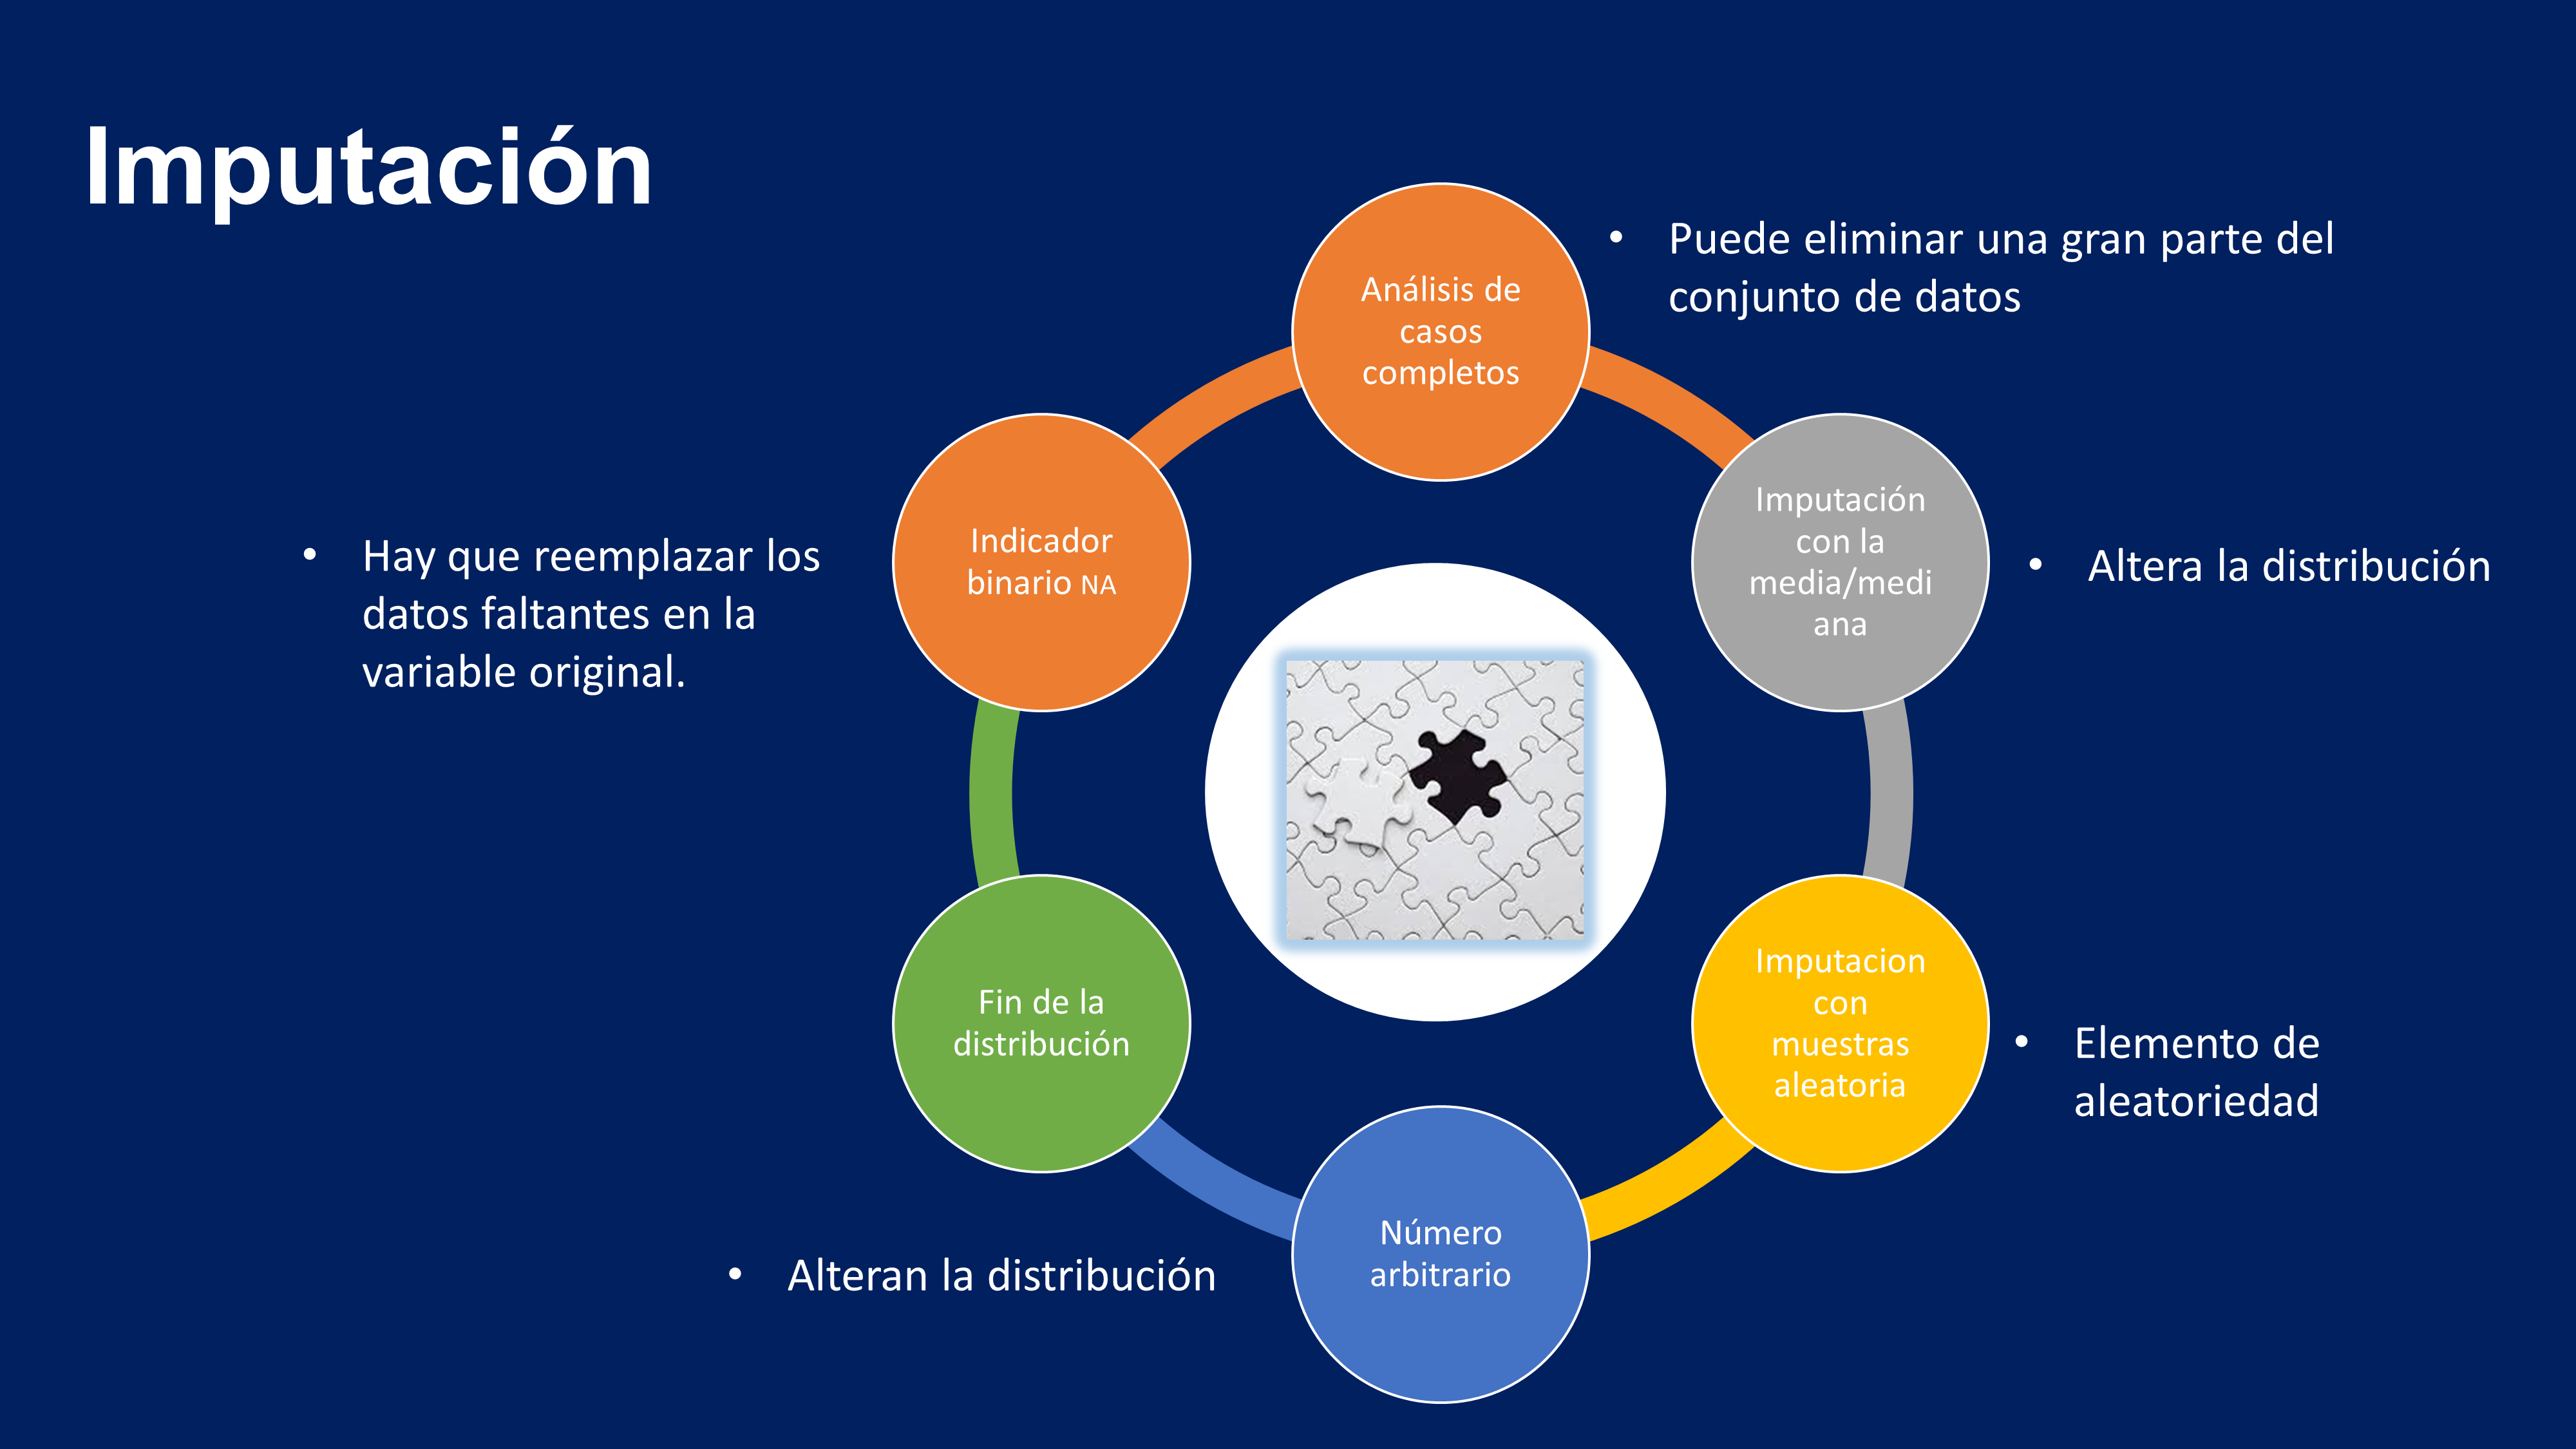 Imputación
Análisis de
casos
completos
• Puede eliminar una gran parte del
conjunto de datos
Imputación
con la
media/medi
ana
• Altera la distribución
Imputacion
con
muestras
aleatoria
• Elemento de
aleatoriedad
Número
arbitrario
• Alteran la distribución
Fin de la
distribución
Indicador
binario NA
• Hay que reemplazar los
datos faltantes en la
variable original.